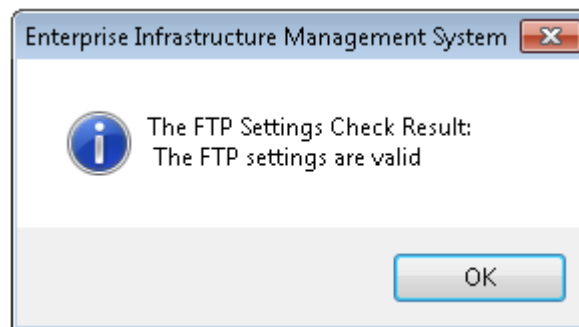 Enterprise Infrastructure Management System
The FTP Settings Check Result:
The FTP settings are valid
OK